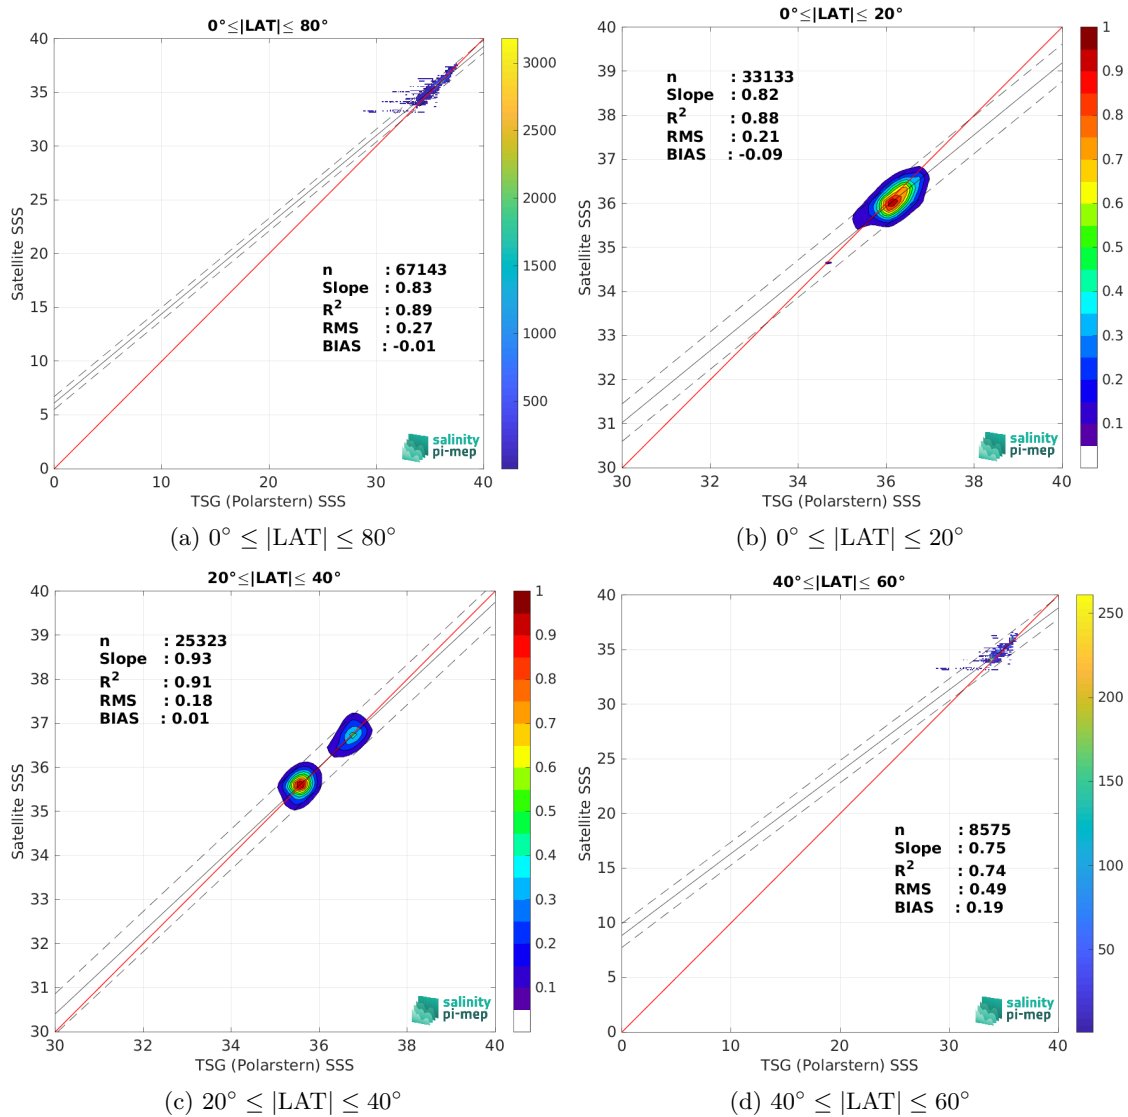 0°≤|LAT|≤ 80°
40
35
30
25
20
15
10
5
0
Satellite SSS
n : 67143
Slope : 0.83
R² : 0.89
RMS : 0.27
BIAS : -0.01
salinity
pi-mep
0 10 20 30 40
TSG (Polarstern) SSS
3000
2500
2000
1500
1000
500
(a) 0° ≤ |LAT| ≤ 80°
0°≤|LAT|≤ 20°
40
39
38
37
36
35
34
33
32
31
30
Satellite SSS
n : 33133
Slope : 0.82
R² : 0.88
RMS : 0.21
BIAS : -0.09
salinity
pi-mep
30 32 34 36 38 40
TSG (Polarstern) SSS
1
0.9
0.8
0.7
0.6
0.5
0.4
0.3
0.2
0.1
(b) 0° ≤ |LAT| ≤ 20°
20°≤|LAT|≤ 40°
40
39
38
37
36
35
34
33
32
31
30
Satellite SSS
n : 25323
Slope : 0.93
R² : 0.91
RMS : 0.18
BIAS : 0.01
salinity
pi-mep
30 32 34 36 38 40
TSG (Polarstern) SSS
1
0.9
0.8
0.7
0.6
0.5
0.4
0.3
0.2
0.1
(c) 20° ≤ |LAT| ≤ 40°
40°≤|LAT|≤ 60°
40
35
30
25
20
15
10
5
0
Satellite SSS
n : 8575
Slope : 0.75
R² : 0.74
RMS : 0.49
BIAS : 0.19
salinity
pi-mep
0 10 20 30 40
TSG (Polarstern) SSS
250
200
150
100
50
(d) 40° ≤ |LAT| ≤ 60°